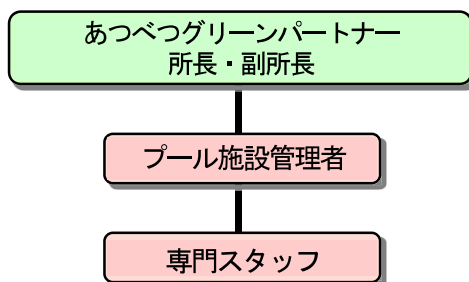 あつべつグリーンパートナー
所長・副所長
プール施設管理者
専門スタッフ